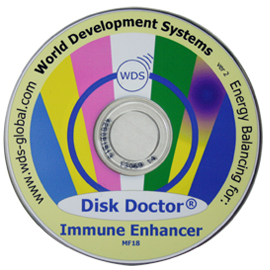 World Development Systems
ver 2
www.wds-global.com
WDS
Energy Balancing for:
Disk Doctor®
Immune Enhancer
MF18